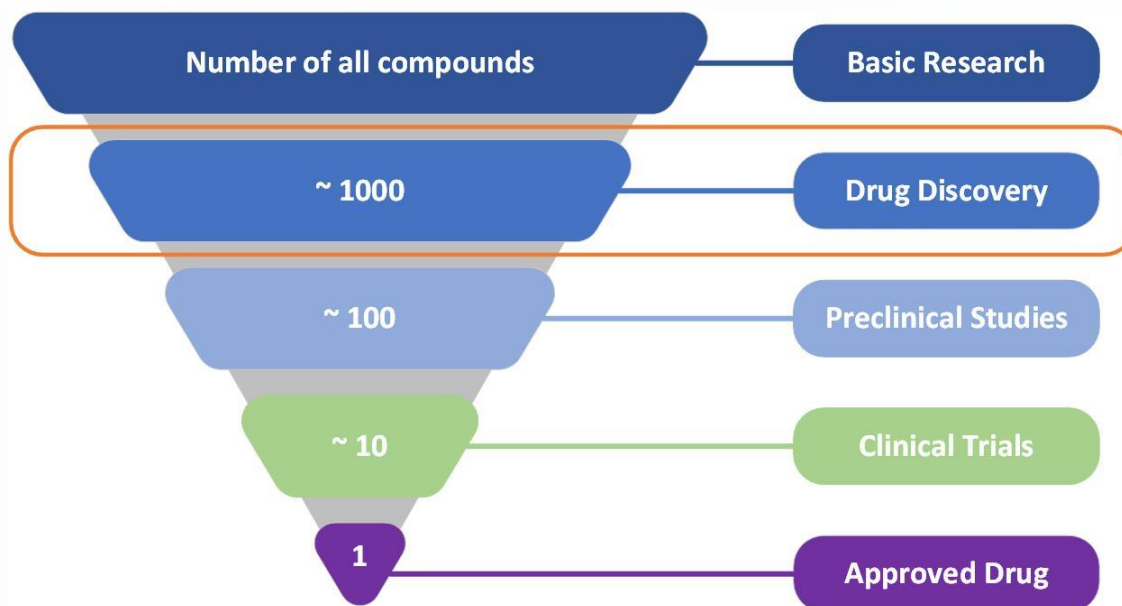 Number of all compounds
Basic Research
~ 1000
Drug Discovery
~ 100
Preclinical Studies
~ 10
Clinical Trials
1
Approved Drug